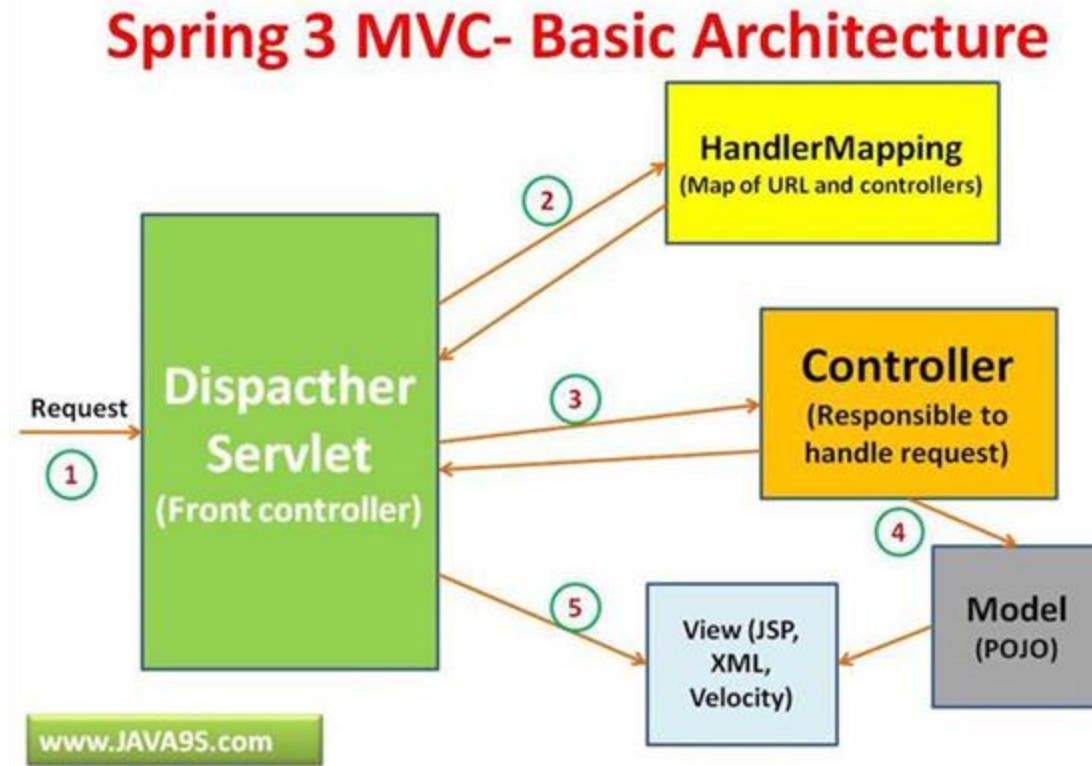 Spring 3 MVC- Basic Architecture
HandlerMapping
(Map of URL and controllers)
2
Dispacther
Servlet
(Front controller)
Request
1
3
Controller
(Responsible to
handle request)
4
5
View (JSP,
XML,
Velocity)
Model
(POJO)
www.JAVA9S.com